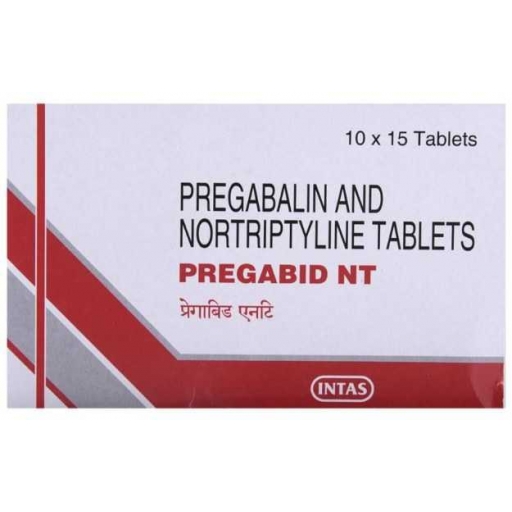 10 x 15 Tablets
PREGABALIN AND
NORTRIPTYLINE TABLETS
PREGABID NT
प्रेगाबिड एनटि
INTAS